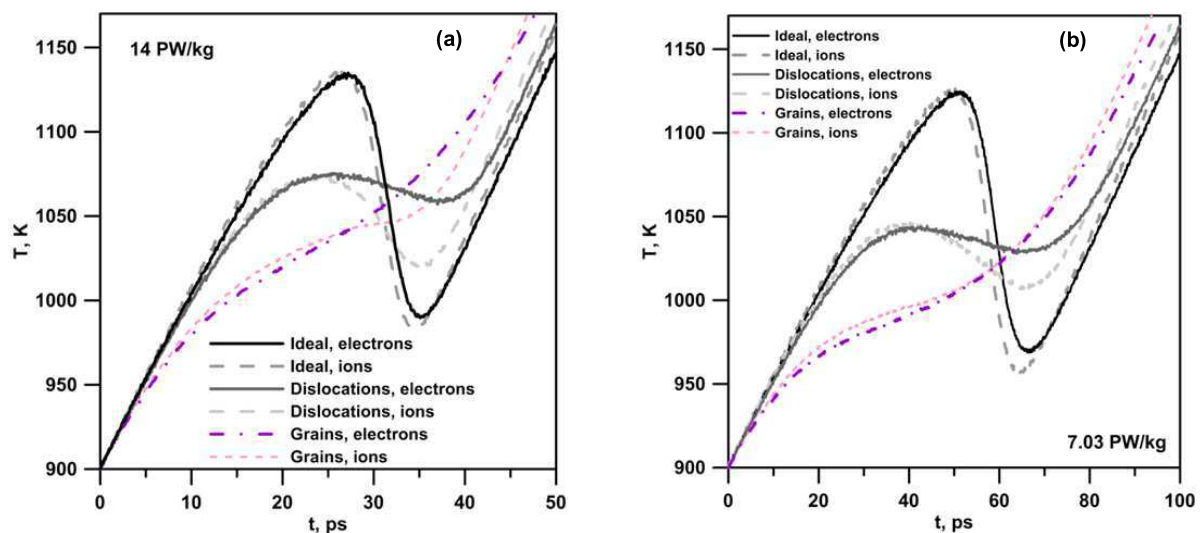 14 PW/kg
(a)
T, K
1150
1100
1050
1000
950
900
Ideal, electrons
Ideal, ions
Dislocations, electrons
Dislocations, ions
Grains, electrons
Grains, ions
0 10 20 30 40 50
t, ps
(b)
Ideal, electrons
Ideal, ions
Dislocations, electrons
Dislocations, ions
Grains, electrons
Grains, ions
T, K
1150
1100
1050
1000
950
900
7.03 PW/kg
0 20 40 60 80 100
t, ps